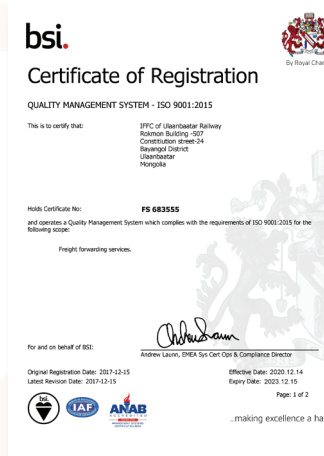 bsi.
By Royal Char
Certificate of Registration
QUALITY MANAGEMENT SYSTEM - ISO 9001:2015
This is to certify that:
IFFC of Ulaanbaatar Railway
Rokmon Building -507
Constitiution street-24
Bayangol District
Ulaanbaatar
Mongolia
Holds Certificate No:
FS 683555
and operates a Quality Management System which complies with the requirements of ISO 9001:2015 for the
following scope:
Freight forwarding services.
For and on behalf of BSI:
Andrew Launn, EMEA Sys Cert Ops & Compliance Director
Original Registration Date: 2017-12-15
Effective Date: 2020.12.14
Latest Revision Date: 2017-12-15
Expiry Date: 2023.12.15
Page: 1 of 2
bsi.
IAF
ANAB
ACCREDITED
...making excellence a ha